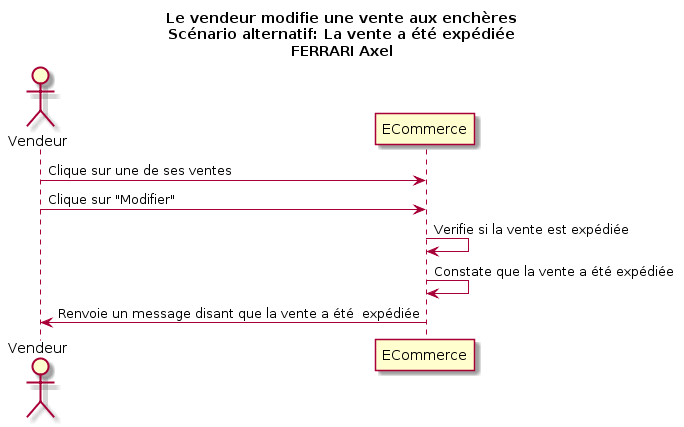 Le vendeur modifie une vente aux enchères
Scénario alternatif: La vente a été expédiée
FERRARI Axel
Vendeur
ECommerce
Clique sur une de ses ventes
Clique sur "Modifier"
Verifie si la vente est expédiée
Constate que la vente a été expédiée
Renvoie un message disant que la vente a été  expédiée
Vendeur
ECommerce